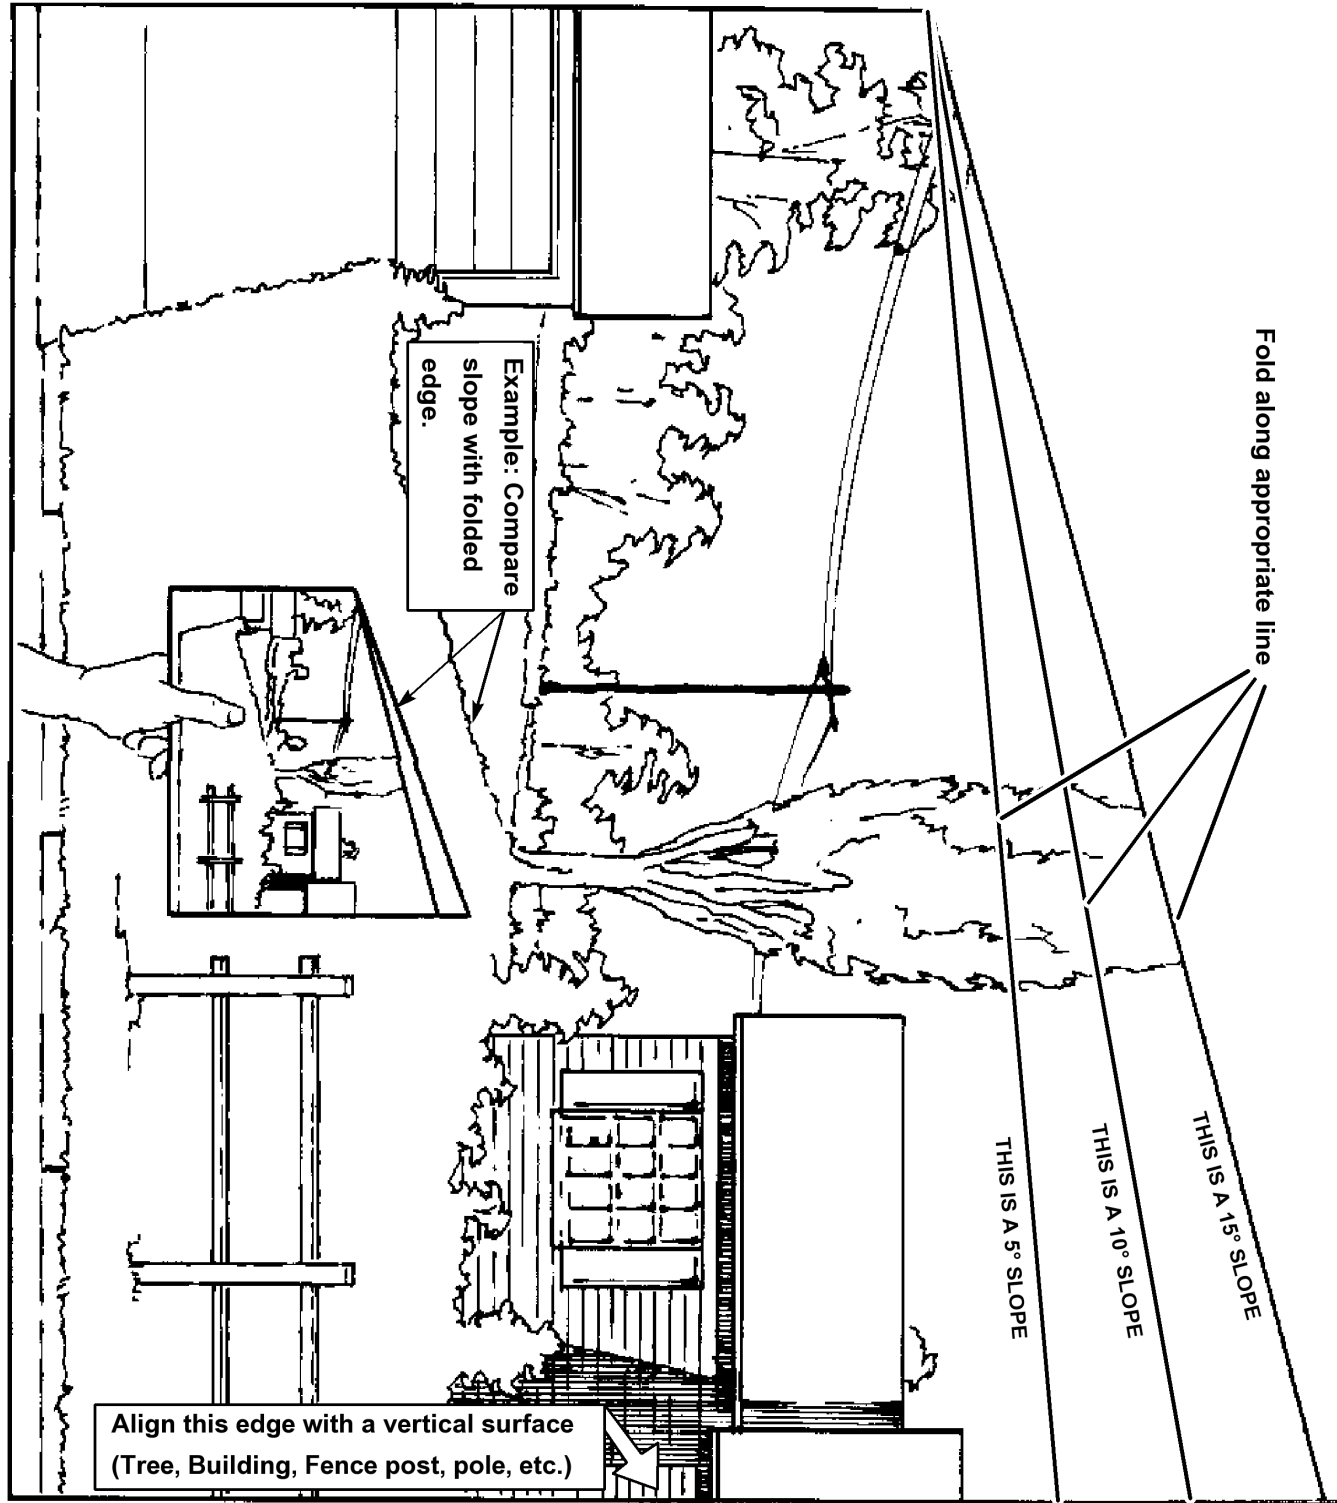 Fold along appropriate line
THIS IS A 15° SLOPE
THIS IS A 10° SLOPE
THIS IS A 5° SLOPE
Example: Compare
slope with folded
edge.
Align this edge with a vertical surface
(Tree, Building, Fence post, pole, etc.)